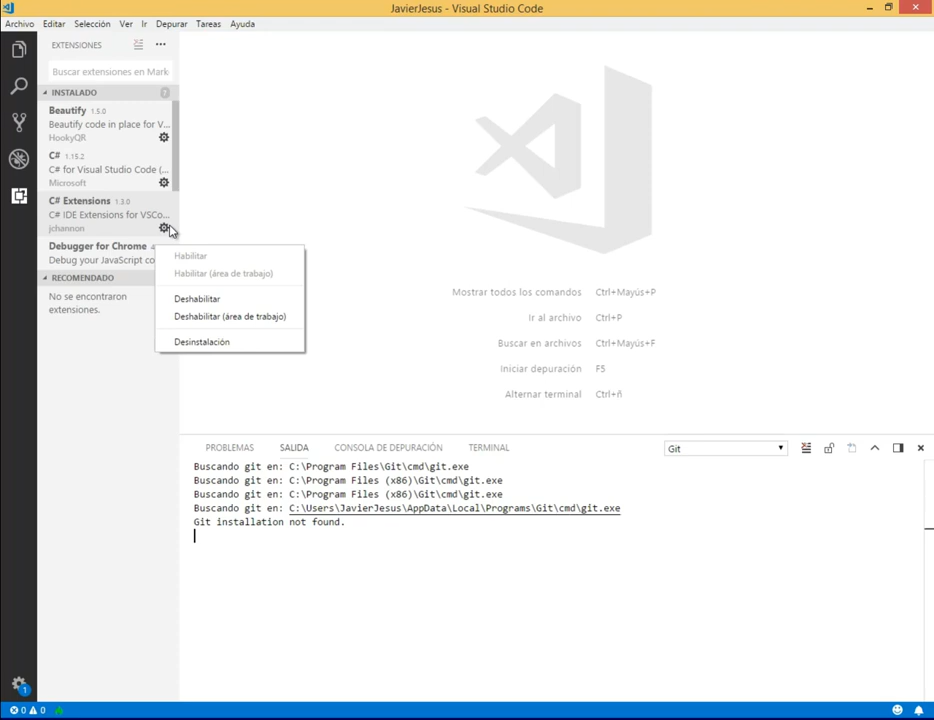 JavierJesus - Visual Studio Code
Archivo Editar Selección Ver Ir Depurar Tareas Ayuda
EXTENSIONES
Buscar extensiones en Mark
INSTALADO
Beautify 1.5.0
Beautify code in place for V...
HookyQR
C# 1.15.2
C# for Visual Studio Code (...
Microsoft
C# Extensions 1.3.0
C# IDE Extensions for VSCo...
jchannon
Debugger for Chrome
Debug your JavaScript co
RECOMENDADO
No se encontraron
extensiones.
Habilitar
Habilitar (área de trabajo)
Deshabilitar
Deshabilitar (área de trabajo)
Desinstalación
Mostrar todos los comandos Ctrl+Mayús+P
Ir al archivo Ctrl+P
Buscar en archivos Ctrl+Mayús+F
Iniciar depuración F5
Alternar terminal Ctrl+ñ
PROBLEMAS SALIDA CONSOLA DE DEPURACIÓN TERMINAL Git
Buscando git en: C:\Program Files\Git\cmd\git.exe
Buscando git en: C:\Program Files (x86)\Git\cmd\git.exe
Buscando git en: C:\Program Files (x86)\Git\cmd\git.exe
Buscando git en: C:\Users\JavierJesus\AppData\Local\Programs\Git\cmd\git.exe
Git installation not found.
1
0 0